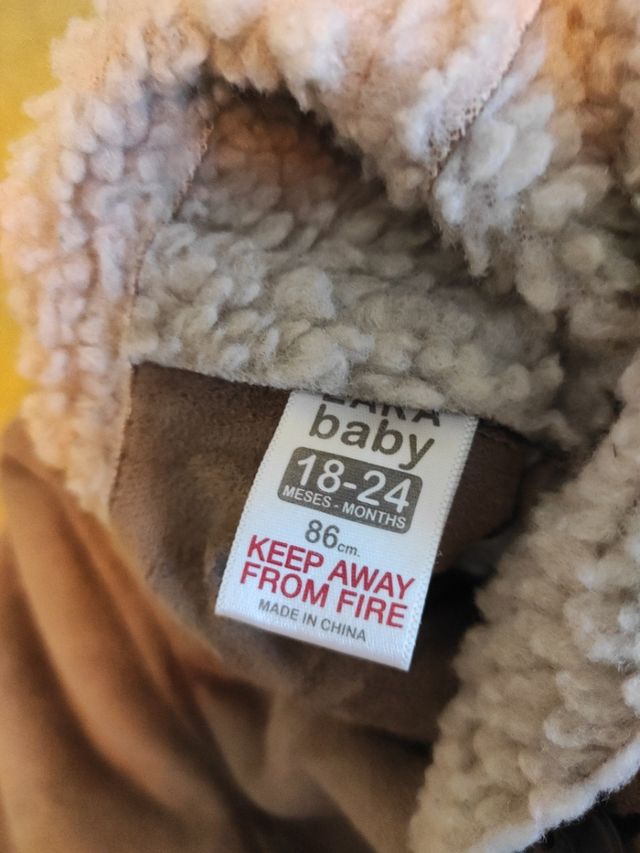 ZARA
baby
18-24
MESES - MONTHS
86cm.
KEEP AWAY
FROM FIRE
MADE IN CHINA